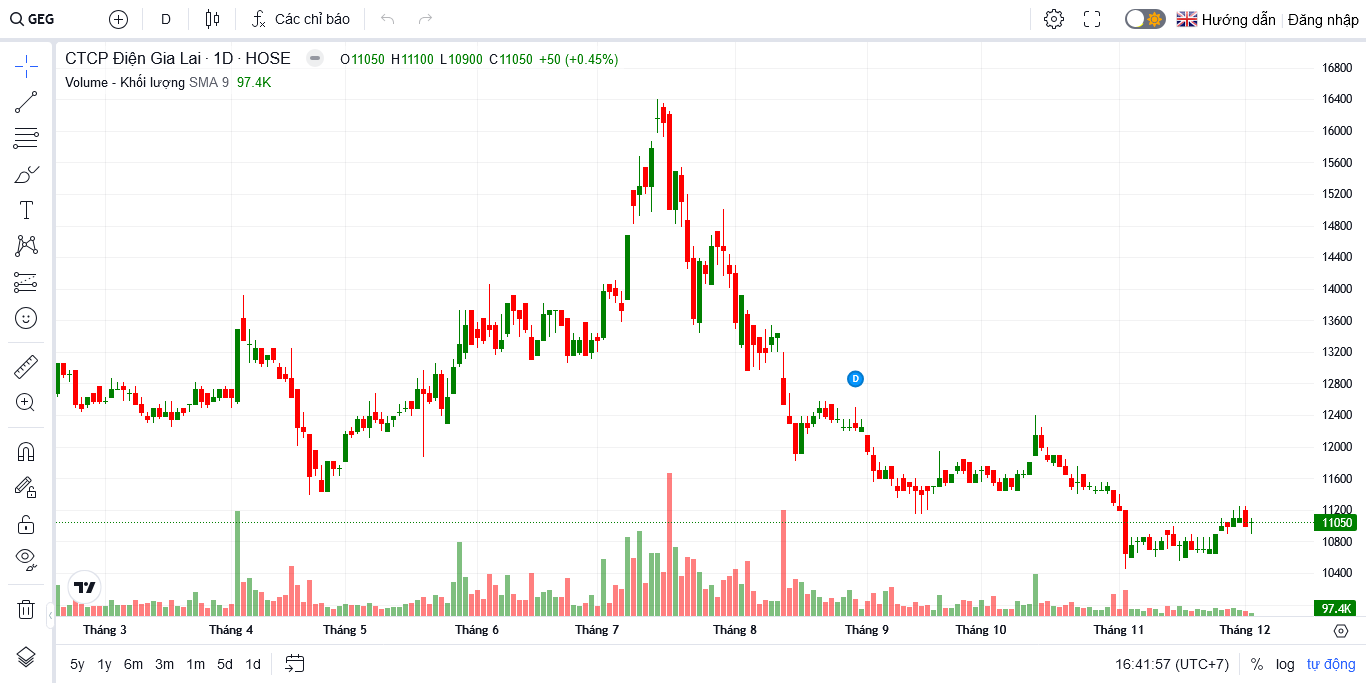 GEG D Các chỉ báo Hướng dẫn Đăng nhập
CTCP Điện Gia Lai · 1D · HOSE O11050 H11100 L10900 C11050 +50 (+0.45%)
Volume - Khối lượng SMA 9 97.4K
16800
16400
16000
15600
15200
14800
14400
14000
13600
13200
12800
12400
12000
11600
11200
11050
10800
10400
D
97.4K
Tháng 3 Tháng 4 Tháng 5 Tháng 6 Tháng 7 Tháng 8 Tháng 9 Tháng 10 Tháng 11 Tháng 12
5y 1y 6m 3m 1m 5d 1d 16:41:57 (UTC+7) % log tự động